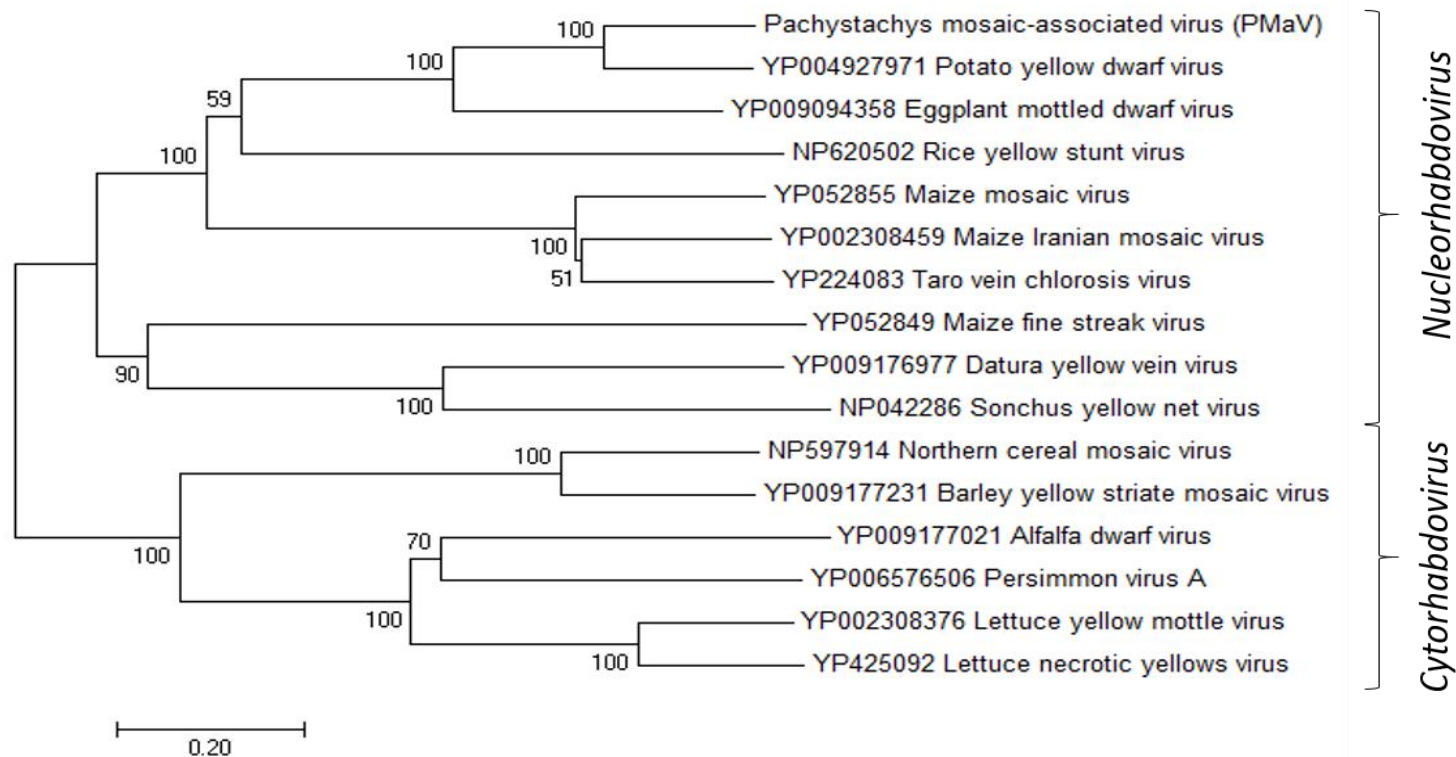 100
Pachystachys mosaic-associated virus (PMaV)
100
YP004927971 Potato yellow dwarf virus
59
YP009094358 Eggplant mottled dwarf virus
100
NP620502 Rice yellow stunt virus
YP052855 Maize mosaic virus
100
YP002308459 Maize Iranian mosaic virus
51
YP224083 Taro vein chlorosis virus
YP052849 Maize fine streak virus
90
YP009176977 Datura yellow vein virus
100
NP042286 Sonchus yellow net virus
Nucleorhabdovirus
100
NP597914 Northern cereal mosaic virus
YP009177231 Barley yellow striate mosaic virus
100
70
YP009177021 Alfalfa dwarf virus
YP006576506 Persimmon virus A
100
YP002308376 Lettuce yellow mottle virus
100
YP425092 Lettuce necrotic yellows virus
Cytorhabdovirus
0.20